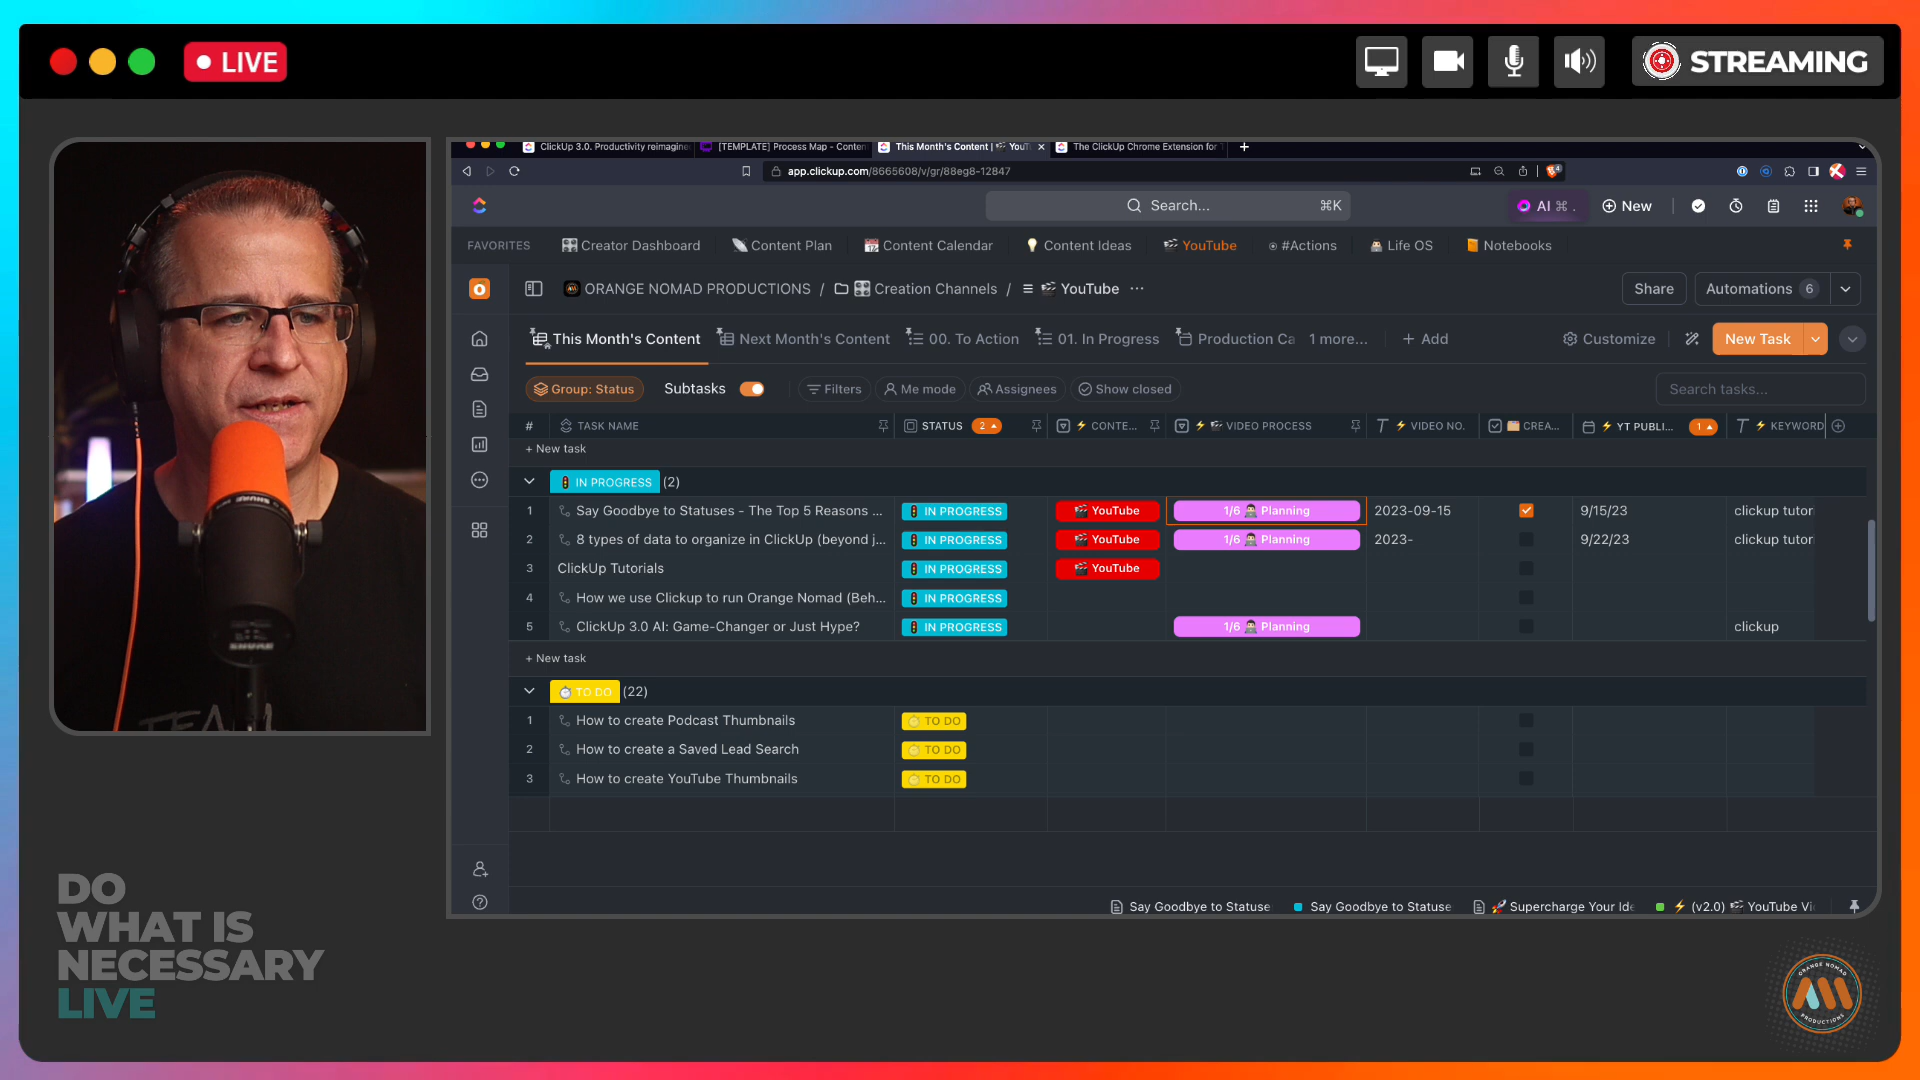 LIVE
STREAMING
ClickUp 3.0. Productivity reimagine
[TEMPLATE] Process Map - Conten
This Month's Content | YouT
The ClickUp Chrome Extension for
app.clickup.com/8665608/v/gr/88eg8-12847
Search...
⌘K
AI ⌘ .
New
FAVORITES
Creator Dashboard
Content Plan
Content Calendar
Content Ideas
YouTube
#Actions
Life OS
Notebooks
ORANGE NOMAD PRODUCTIONS / Creation Channels / YouTube ...
Share
Automations 6
This Month's Content
Next Month's Content
00. To Action
01. In Progress
Production Ca
1 more...
+ Add
Customize
New Task
Group: Status
Subtasks
Filters
Me mode
Assignees
Show closed
Search tasks...
# TASK NAME STATUS 2 CONTE... VIDEO PROCESS VIDEO NO. CREA... YT PUBLI... 1 KEYWORD
+ New task
IN PROGRESS (2)
1 Say Goodbye to Statuses - The Top 5 Reasons ... IN PROGRESS YouTube 1/6 Planning 2023-09-15 9/15/23 clickup tutor
2 8 types of data to organize in ClickUp (beyond j... IN PROGRESS YouTube 1/6 Planning 2023- 9/22/23 clickup tutor
3 ClickUp Tutorials IN PROGRESS YouTube
4 How we use Clickup to run Orange Nomad (Beh... IN PROGRESS
5 ClickUp 3.0 AI: Game-Changer or Just Hype? IN PROGRESS 1/6 Planning clickup
+ New task
TO DO (22)
1 How to create Podcast Thumbnails TO DO
2 How to create a Saved Lead Search TO DO
3 How to create YouTube Thumbnails TO DO
Say Goodbye to Statuse
Say Goodbye to Statuse
Supercharge Your Ide
(v2.0) YouTube Vi
SHURE
DO
WHAT IS
NECESSARY
LIVE
ORANGE NOMAD
PRODUCTIONS